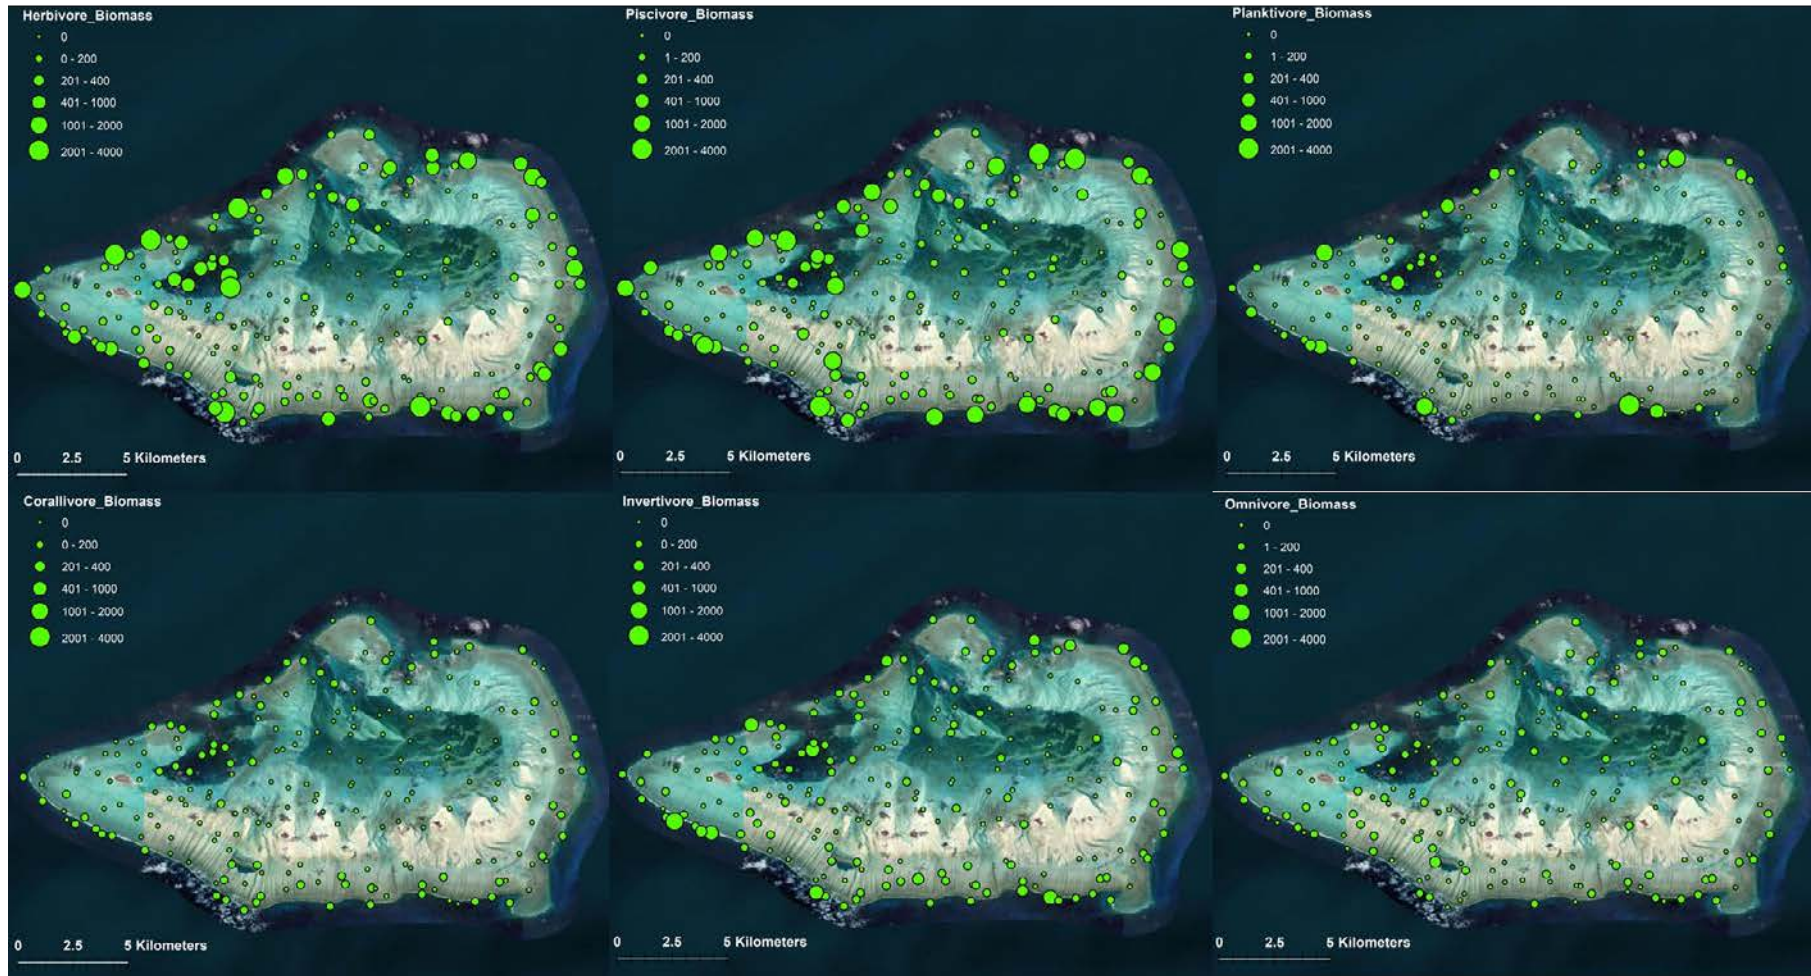 Herbivore_Biomass
0
0 - 200
201 - 400
401 - 1000
1001 - 2000
2001 - 4000
0 2.5 5 Kilometers
Piscivore_Biomass
0
1 - 200
201 - 400
401 - 1000
1001 - 2000
2001 - 4000
0 2.5 5 Kilometers
Planktivore_Biomass
0
1 - 200
201 - 400
401 - 1000
1001 - 2000
2001 - 4000
0 2.5 5 Kilometers
Corallivore_Biomass
0
0 - 200
201 - 400
401 - 1000
1001 - 2000
2001 - 4000
0 2.5 5 Kilometers
Invertivore_Biomass
0
0 - 200
201 - 400
401 - 1000
1001 - 2000
2001 - 4000
0 2.5 5 Kilometers
Omnivore_Biomass
0
1 - 200
201 - 400
401 - 1000
1001 - 2000
2001 - 4000
0 2.5 5 Kilometers